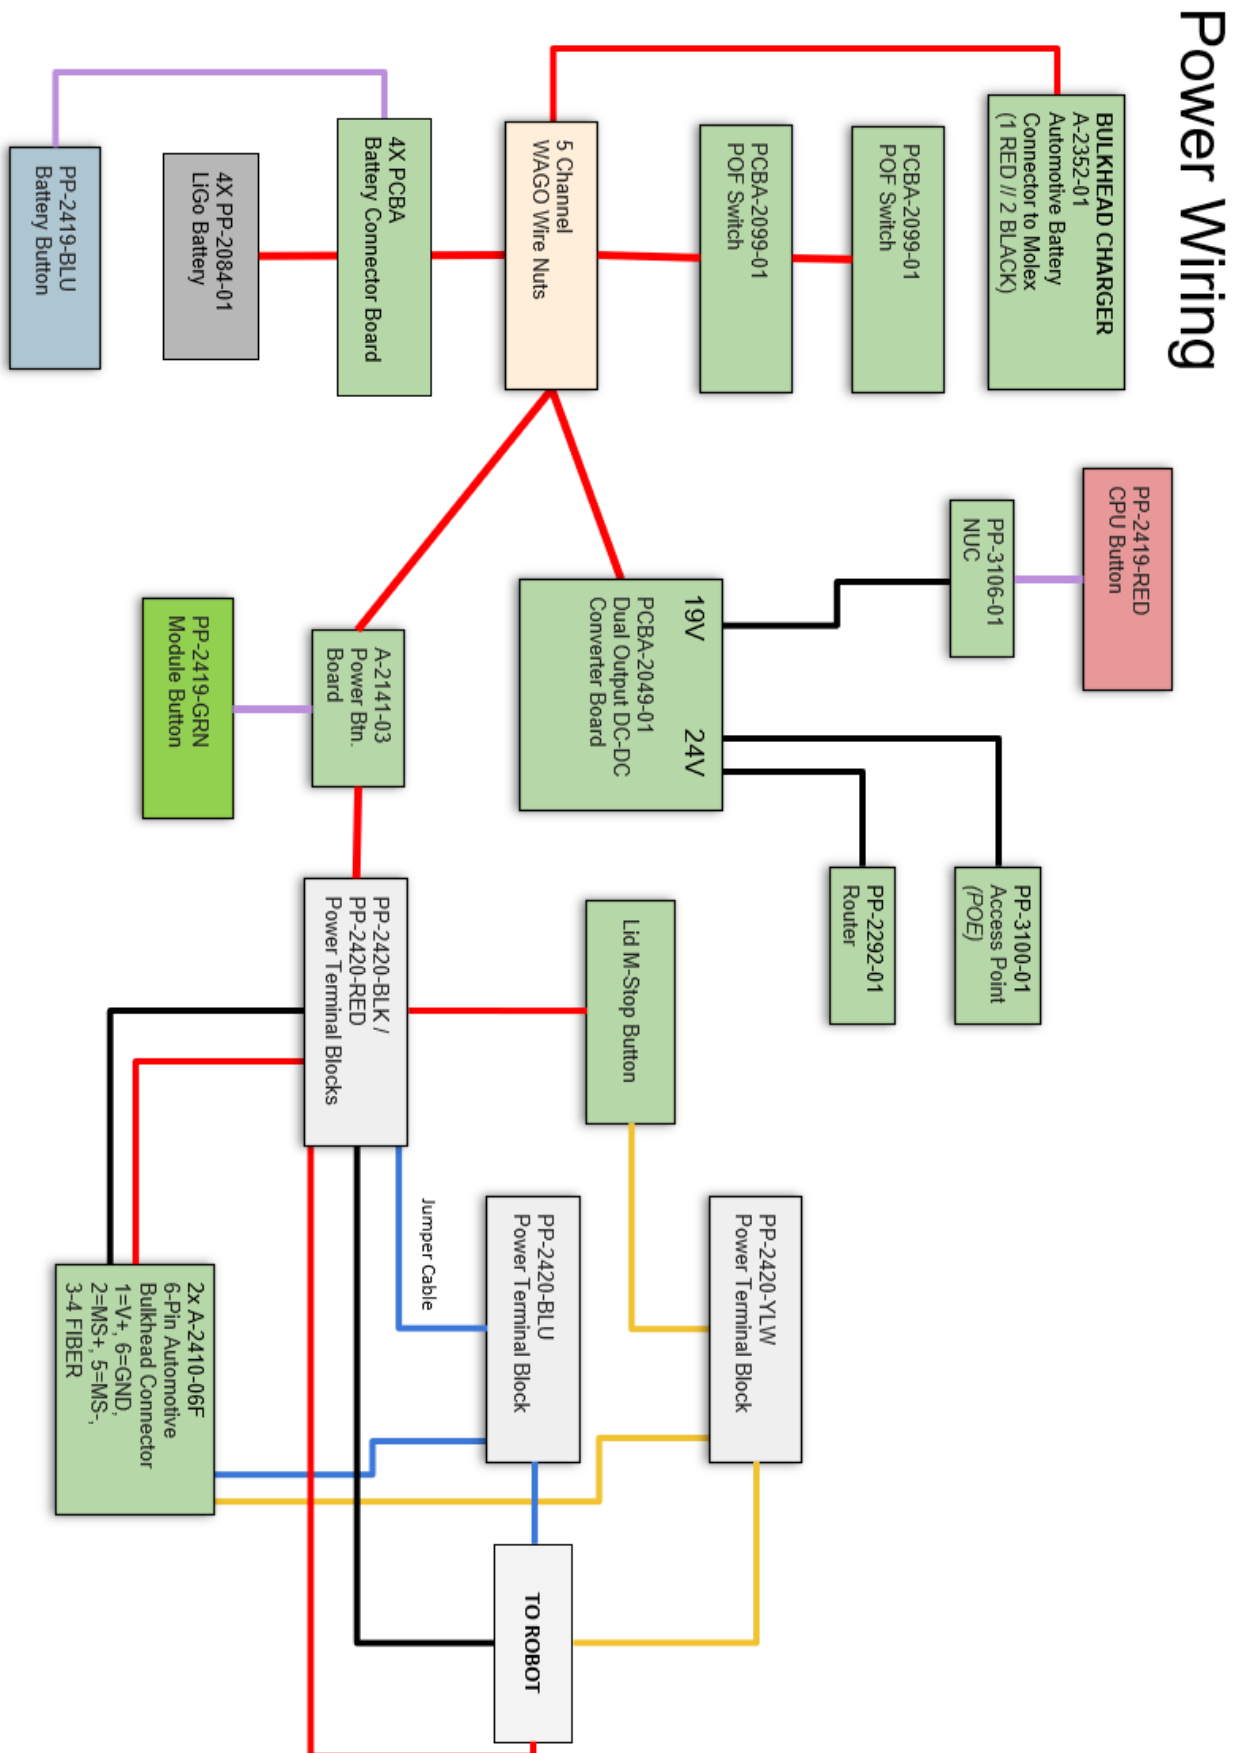 Power Wiring
BULKHEAD CHARGER
A-2352-01
Automotive Battery
Connector to Molex
(1 RED // 2 BLACK)
PCBA-2099-01
POF Switch
PCBA-2099-01
POF Switch
5 Channel
WAGO Wire Nuts
4X PCBA
Battery Connector Board
4X PP-2084-01
LiGo Battery
PP-2419-BLU
Battery Button
PP-2419-RED
CPU Button
PP-3106-01
NUC
19V
24V
PCBA-2049-01
Dual Output DC-DC
Converter Board
A-2141-03
Power Btn.
Board
PP-2419-GRN
Module Button
PP-3100-01
Access Point
(POE)
PP-2292-01
Router
Lid M-Stop Button
PP-2420-BLK /
PP-2420-RED
Power Terminal Blocks
PP-2420-YLW
Power Terminal Block
PP-2420-BLU
Power Terminal Block
Jumper Cable
2x A-2410-06F
6-Pin Automotive
Bulkhead Connector
1=V+, 6=GND,
2=MS+, 5=MS-,
3-4 FIBER
TO ROBOT